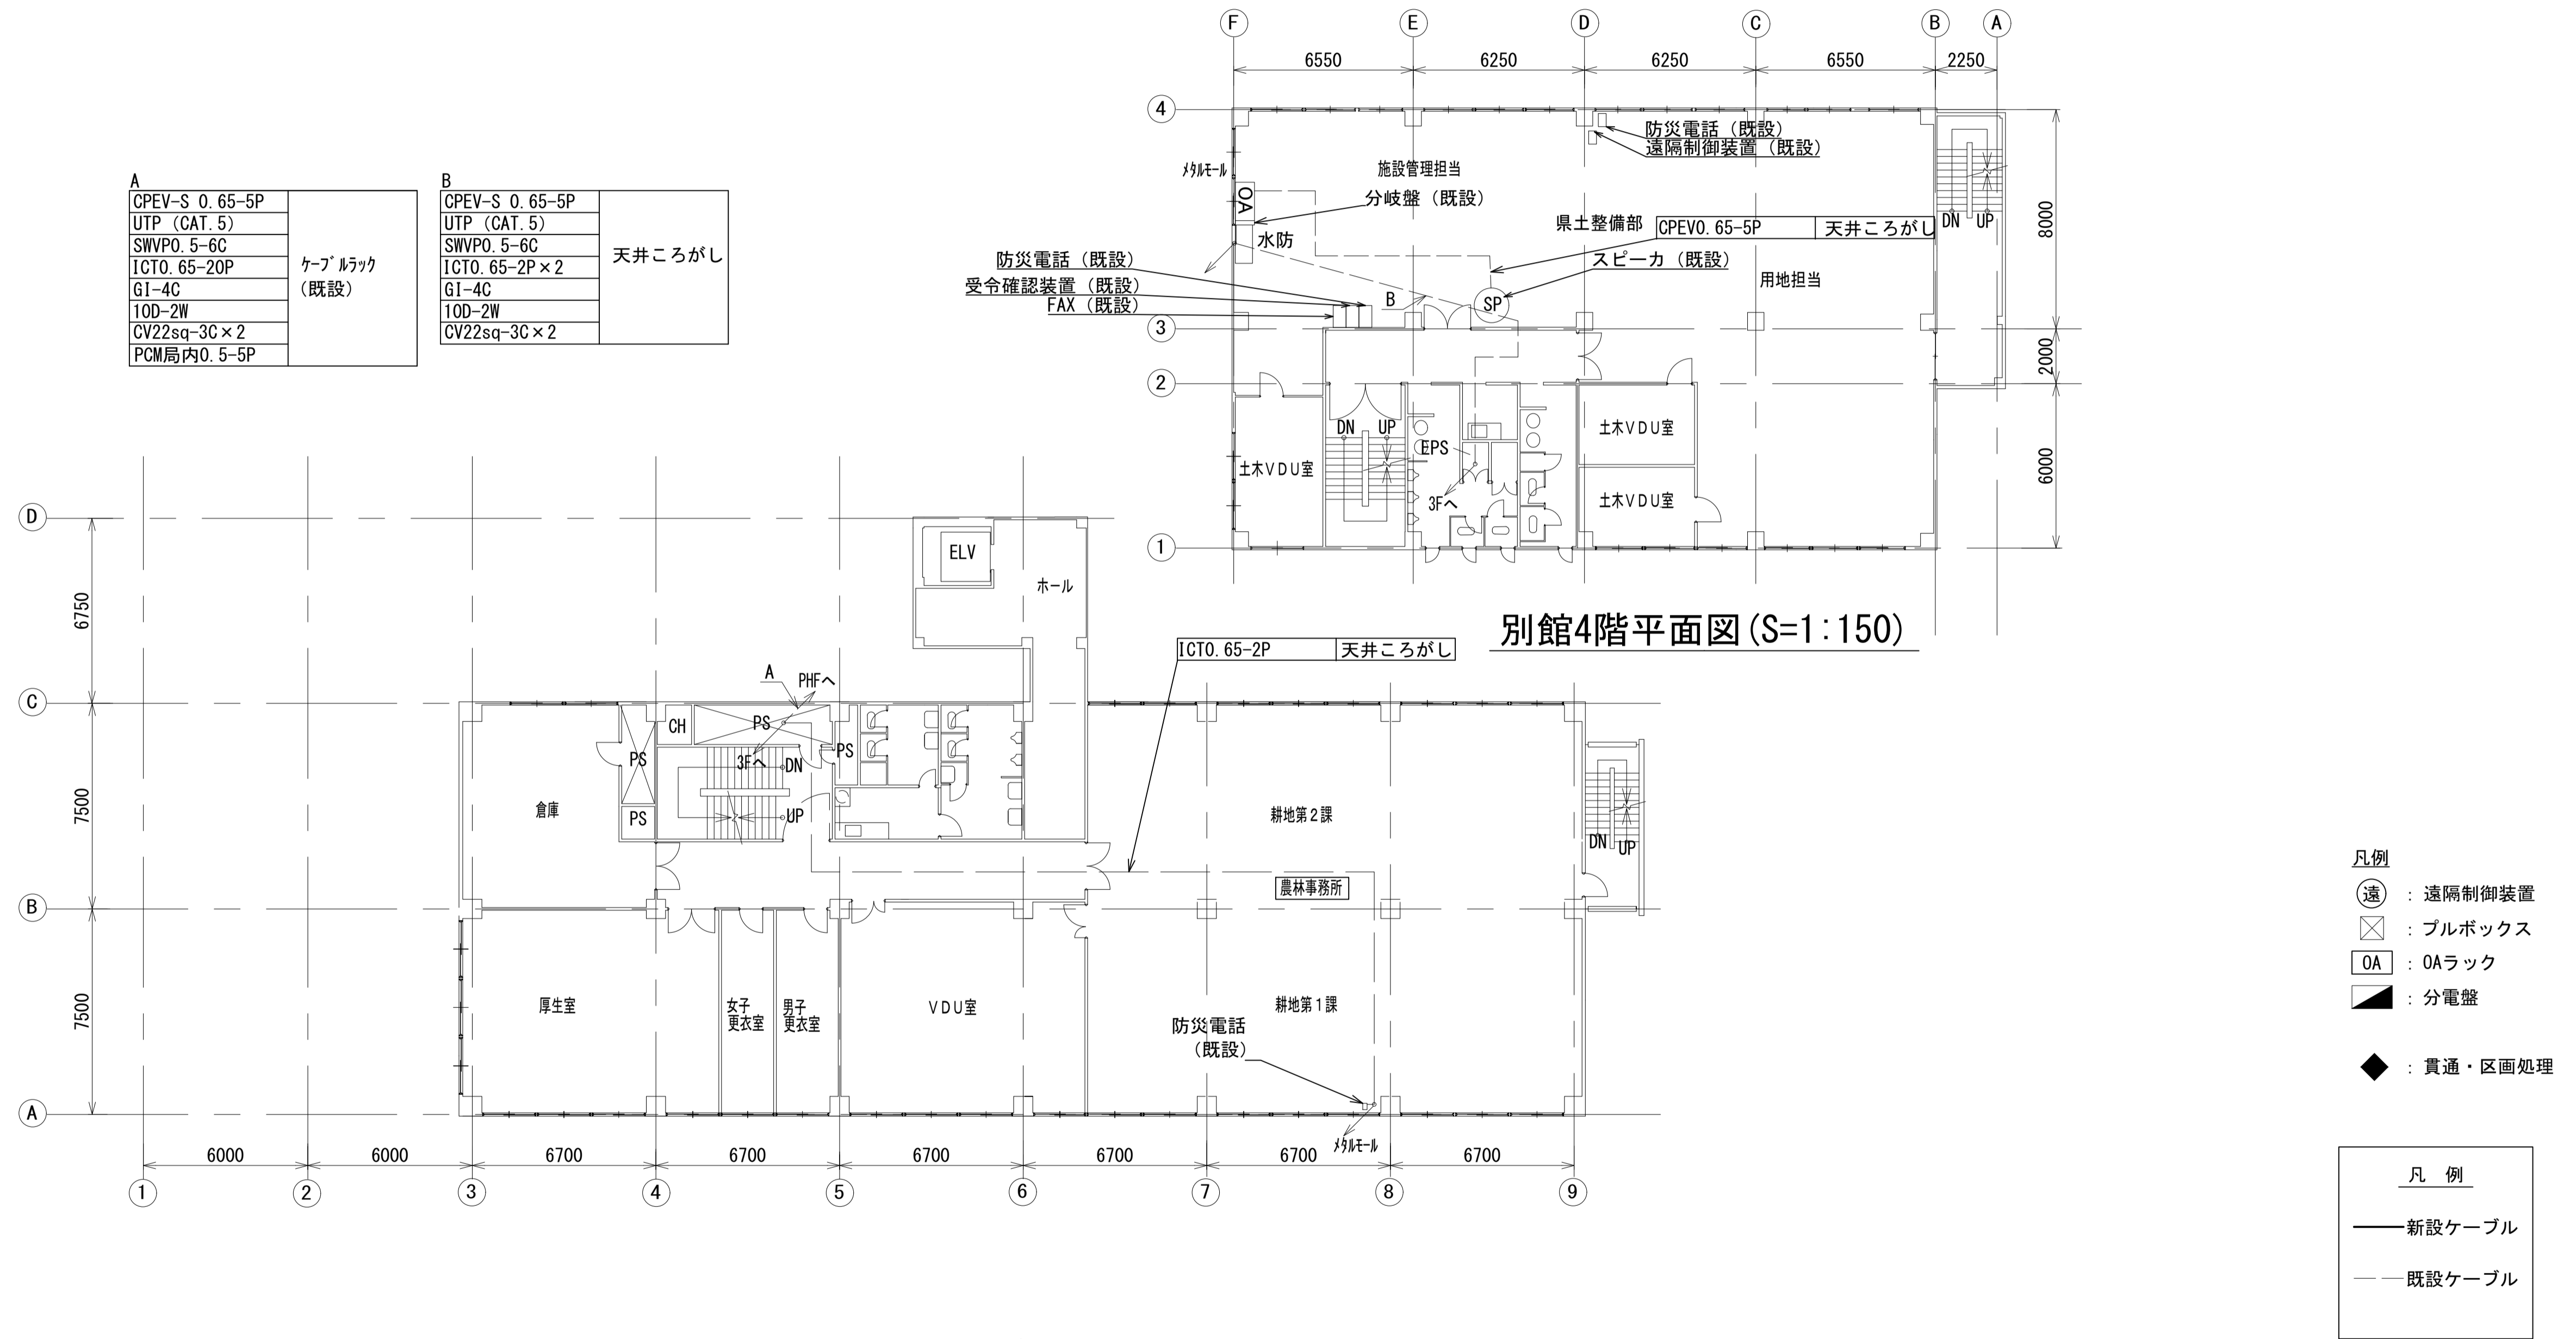 F E D C B A
6550 6250 6250 6550 2250
4
防災電話（既設）
遠隔制御装置（既設）
ﾒﾀﾙﾓｰﾙ
施設管理担当
OA
分岐盤（既設）
県土整備部
CPEV0.65-5P 天井ころがし
DN UP
8000
水防
防災電話（既設）
スピーカ（既設）
用地担当
受令確認装置（既設）
FAX（既設）
B
SP
3
2000
2
DN UP
土木ＶＤＵ室
EPS
土木ＶＤＵ室
6000
3Fへ
土木ＶＤＵ室
1
別館4階平面図(S=1:150)
A
CPEV-S 0.65-5P
UTP（CAT.5）
SWVP0.5-6C
ICT0.65-20P
GI-4C
10D-2W
CV22sq-3C×2
PCM局内0.5-5P
ｹｰﾌﾞﾙﾗｯｸ
（既設）
B
CPEV-S 0.65-5P
UTP（CAT.5）
SWVP0.5-6C
ICT0.65-2P×2
GI-4C
10D-2W
CV22sq-3C×2
天井ころがし
D
ELV
ホール
6750
ICT0.65-2P 天井ころがし
A
PHFへ
C
CH
PS
PS
PS
3Fへ
DN
7500
倉庫
PS
UP
耕地第２課
DN UP
農林事務所
B
7500
厚生室
女子
更衣室
男子
更衣室
ＶＤＵ室
耕地第１課
防災電話
（既設）
A
ﾒﾀﾙﾓｰﾙ
6000 6000 6700 6700 6700 6700 6700 6700
1 2 3 4 5 6 7 8 9
凡例
遠 : 遠隔制御装置
: プルボックス
OA : OAラック
: 分電盤
: 貫通・区画処理
凡 例
新設ケーブル
既設ケーブル